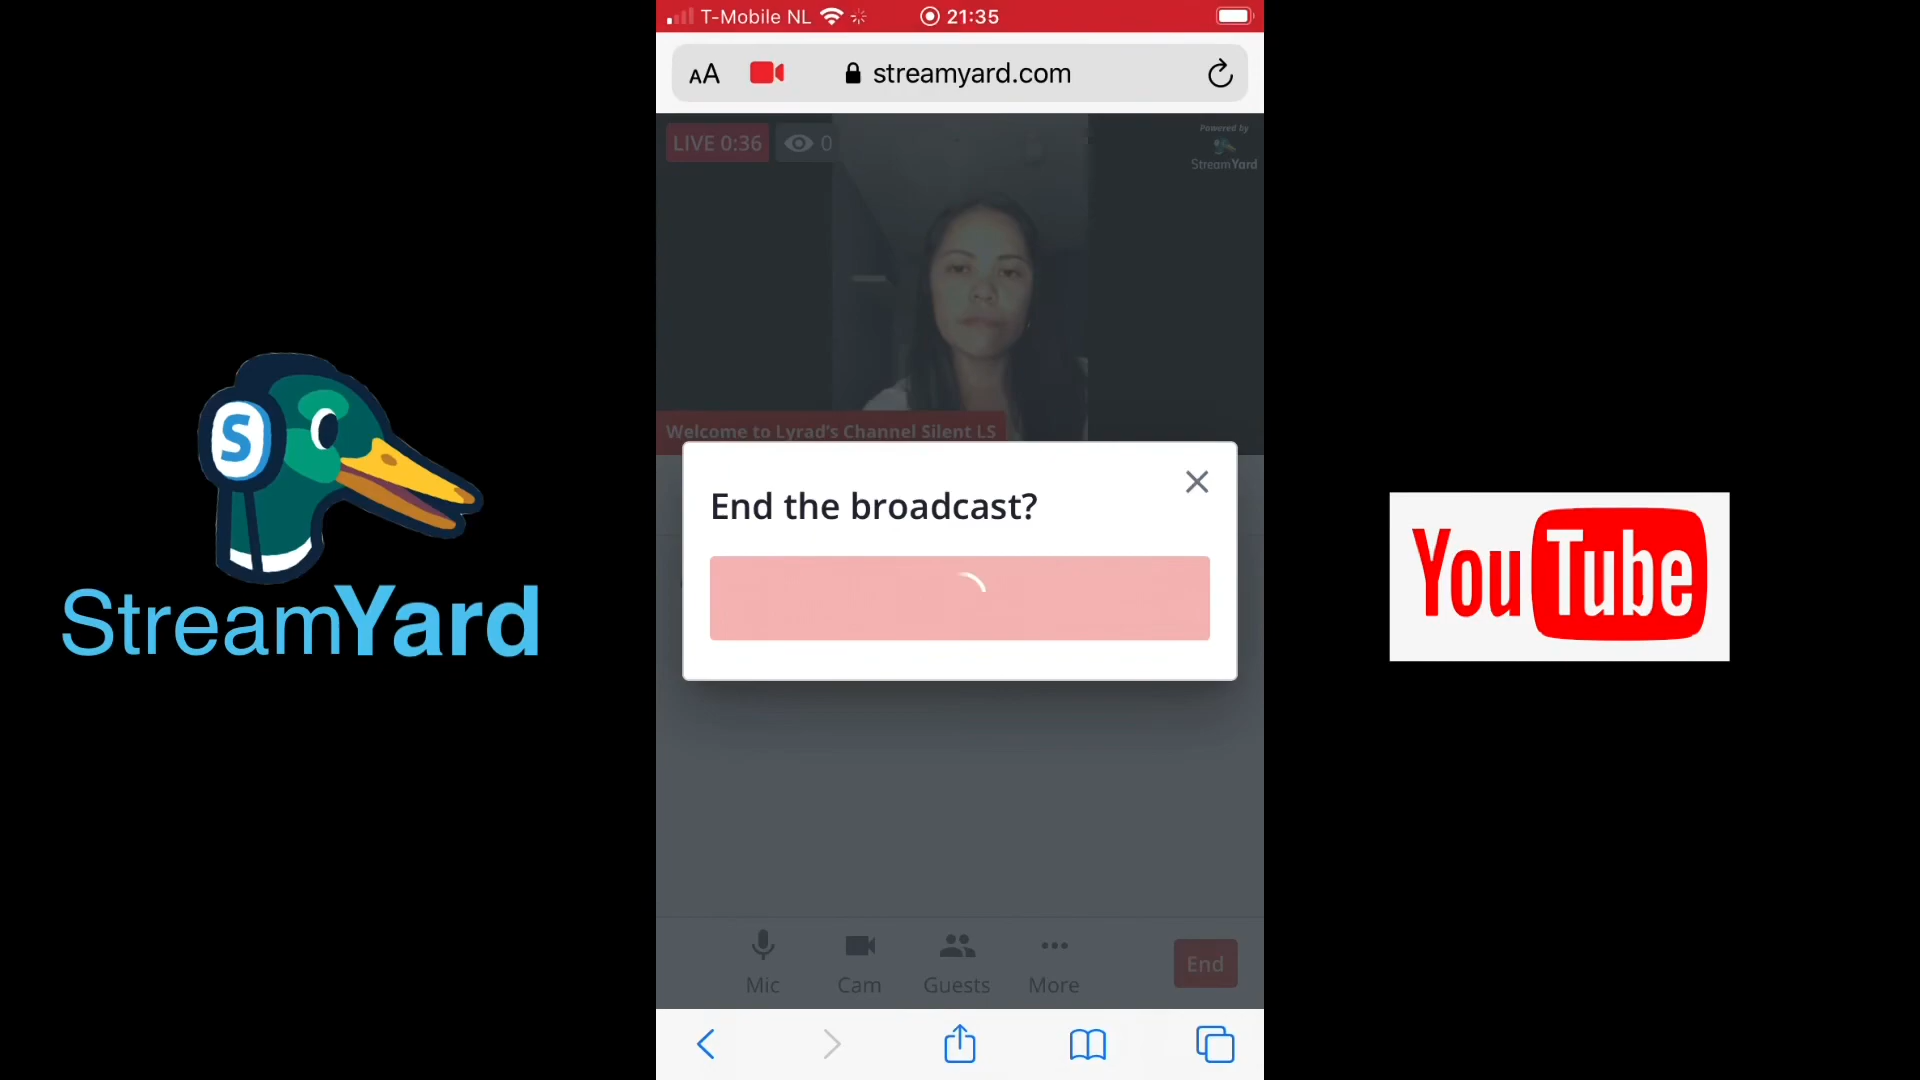 T-Mobile NL
21:35
AA
streamyard.com
LIVE 0:36
0
Powered by
StreamYard
Welcome to Lyrad's Channel Silent LS
End the broadcast?
S
StreamYard
YouTube
Mic
Cam
Guests
More
End